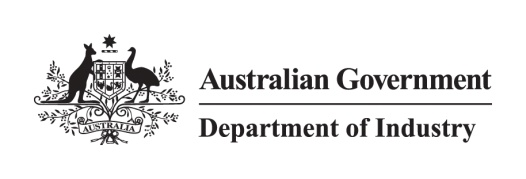 Australian Government
Department of Industry
AUSTRALIA